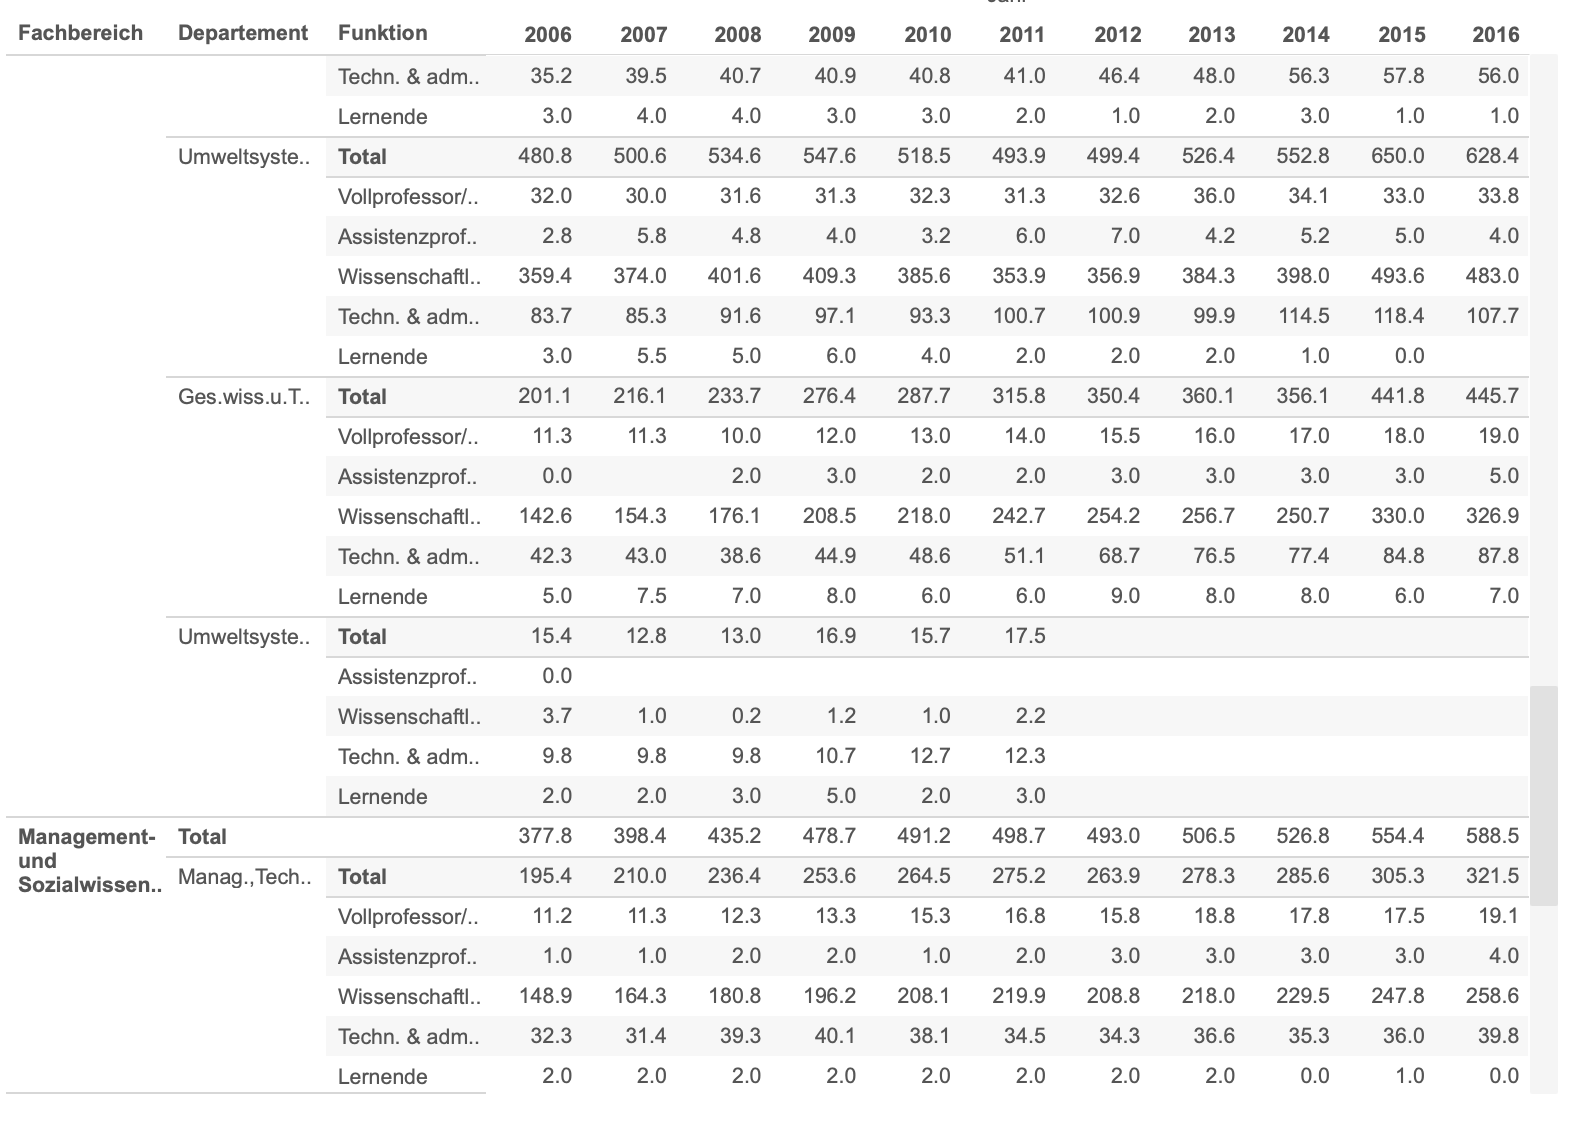 Fachbereich Departement Funktion 2006 2007 2008 2009 2010 2011 2012 2013 2014 2015 2016
Techn. & adm.. 35.2 39.5 40.7 40.9 40.8 41.0 46.4 48.0 56.3 57.8 56.0
Lernende 3.0 4.0 4.0 3.0 3.0 2.0 1.0 2.0 3.0 1.0 1.0
Umweltsyste.. Total 480.8 500.6 534.6 547.6 518.5 493.9 499.4 526.4 552.8 650.0 628.4
Vollprofessor/.. 32.0 30.0 31.6 31.3 32.3 31.3 32.6 36.0 34.1 33.0 33.8
Assistenzprof.. 2.8 5.8 4.8 4.0 3.2 6.0 7.0 4.2 5.2 5.0 4.0
Wissenschaftl.. 359.4 374.0 401.6 409.3 385.6 353.9 356.9 384.3 398.0 493.6 483.0
Techn. & adm.. 83.7 85.3 91.6 97.1 93.3 100.7 100.9 99.9 114.5 118.4 107.7
Lernende 3.0 5.5 5.0 6.0 4.0 2.0 2.0 2.0 1.0 0.0
Ges.wiss.u.T.. Total 201.1 216.1 233.7 276.4 287.7 315.8 350.4 360.1 356.1 441.8 445.7
Vollprofessor/.. 11.3 11.3 10.0 12.0 13.0 14.0 15.5 16.0 17.0 18.0 19.0
Assistenzprof.. 0.0 2.0 3.0 2.0 2.0 3.0 3.0 3.0 3.0 5.0
Wissenschaftl.. 142.6 154.3 176.1 208.5 218.0 242.7 254.2 256.7 250.7 330.0 326.9
Techn. & adm.. 42.3 43.0 38.6 44.9 48.6 51.1 68.7 76.5 77.4 84.8 87.8
Lernende 5.0 7.5 7.0 8.0 6.0 6.0 9.0 8.0 8.0 6.0 7.0
Umweltsyste.. Total 15.4 12.8 13.0 16.9 15.7 17.5
Assistenzprof.. 0.0
Wissenschaftl.. 3.7 1.0 0.2 1.2 1.0 2.2
Techn. & adm.. 9.8 9.8 9.8 10.7 12.7 12.3
Lernende 2.0 2.0 3.0 5.0 2.0 3.0
Management- Total 377.8 398.4 435.2 478.7 491.2 498.7 493.0 506.5 526.8 554.4 588.5
und
Sozialwissen.. Manag.,Tech.. Total 195.4 210.0 236.4 253.6 264.5 275.2 263.9 278.3 285.6 305.3 321.5
Vollprofessor/.. 11.2 11.3 12.3 13.3 15.3 16.8 15.8 18.8 17.8 17.5 19.1
Assistenzprof.. 1.0 1.0 2.0 2.0 1.0 2.0 3.0 3.0 3.0 3.0 4.0
Wissenschaftl.. 148.9 164.3 180.8 196.2 208.1 219.9 208.8 218.0 229.5 247.8 258.6
Techn. & adm.. 32.3 31.4 39.3 40.1 38.1 34.5 34.3 36.6 35.3 36.0 39.8
Lernende 2.0 2.0 2.0 2.0 2.0 2.0 2.0 2.0 0.0 1.0 0.0